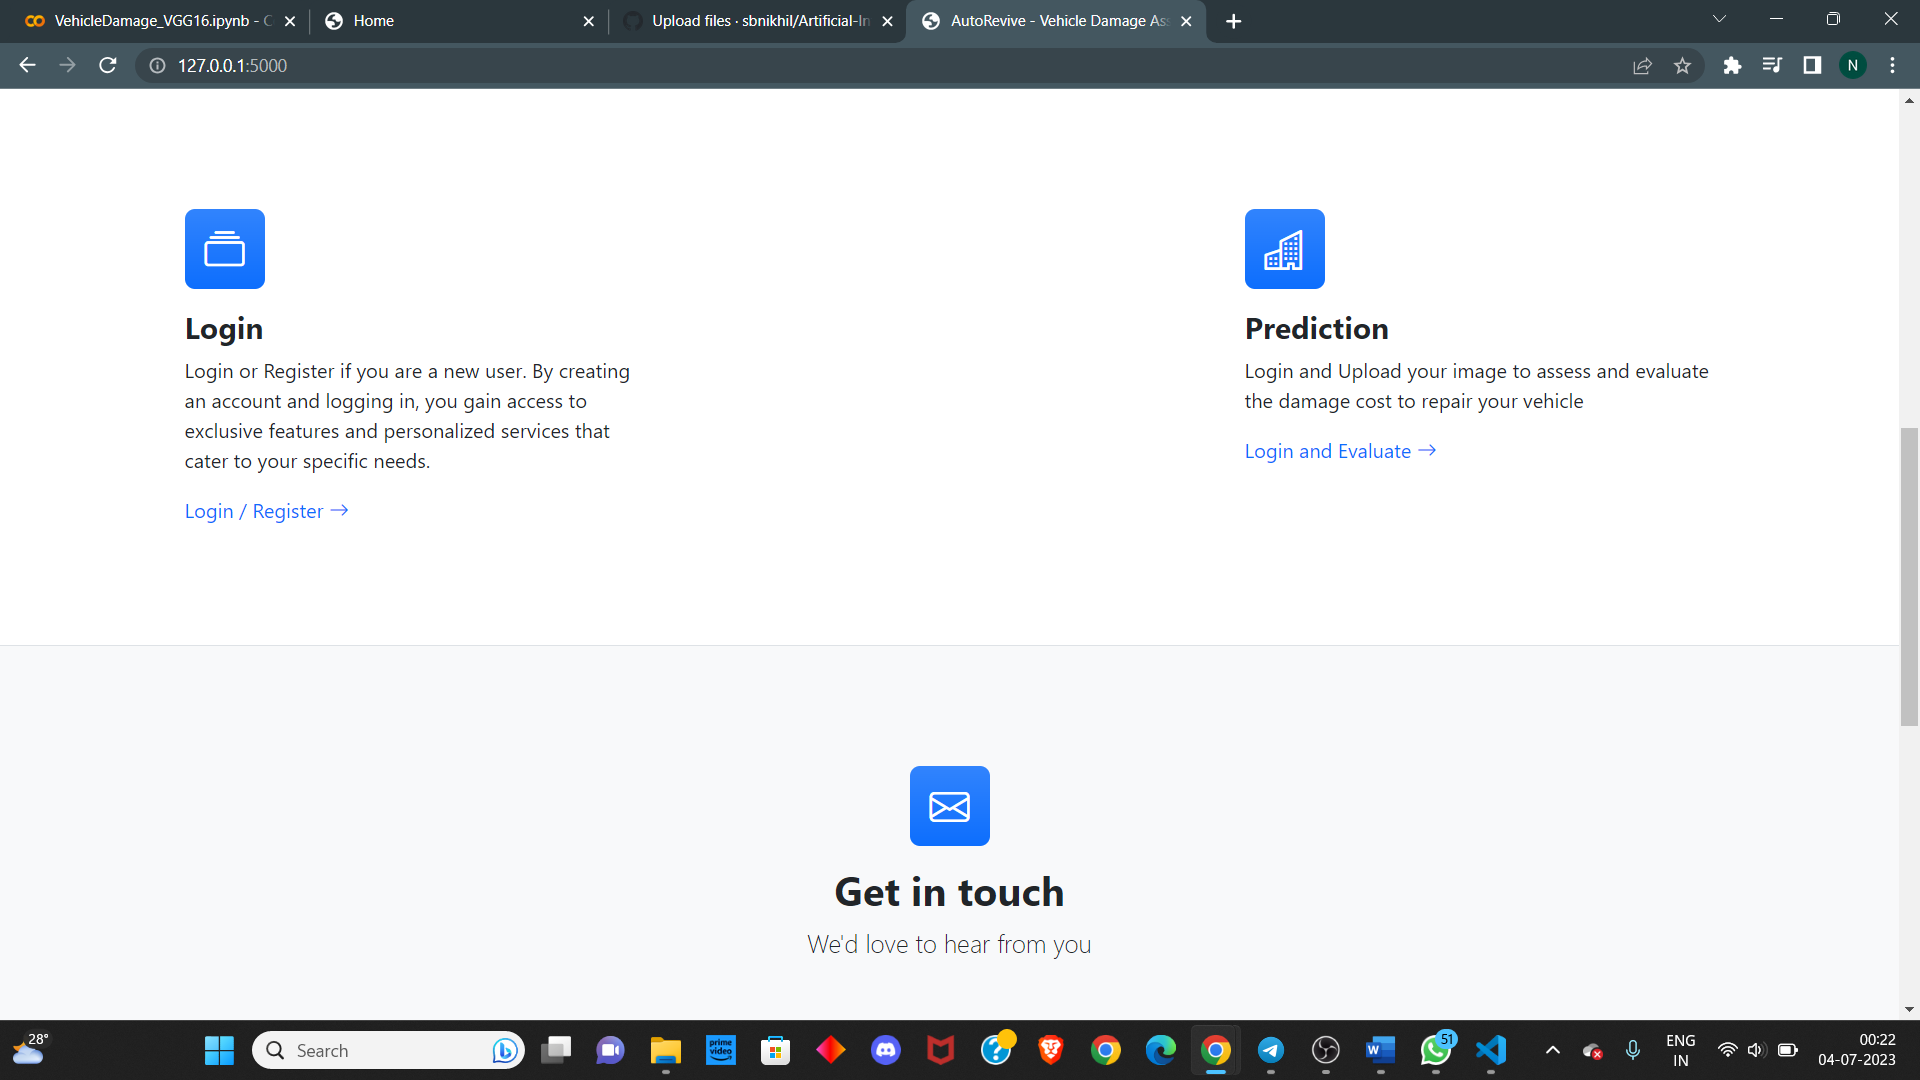 VehicleDamage_VGG16.ipynb - C
Home
Upload files · sbnikhil/Artificial-In
AutoRevive - Vehicle Damage Ass
127.0.0.1:5000
N
Login
Login or Register if you are a new user. By creating
an account and logging in, you gain access to
exclusive features and personalized services that
cater to your specific needs.
Login / Register
Prediction
Login and Upload your image to assess and evaluate
the damage cost to repair your vehicle
Login and Evaluate
Get in touch
We'd love to hear from you
28°
Search
prime
video
W
51
ENG
IN
00:22
04-07-2023